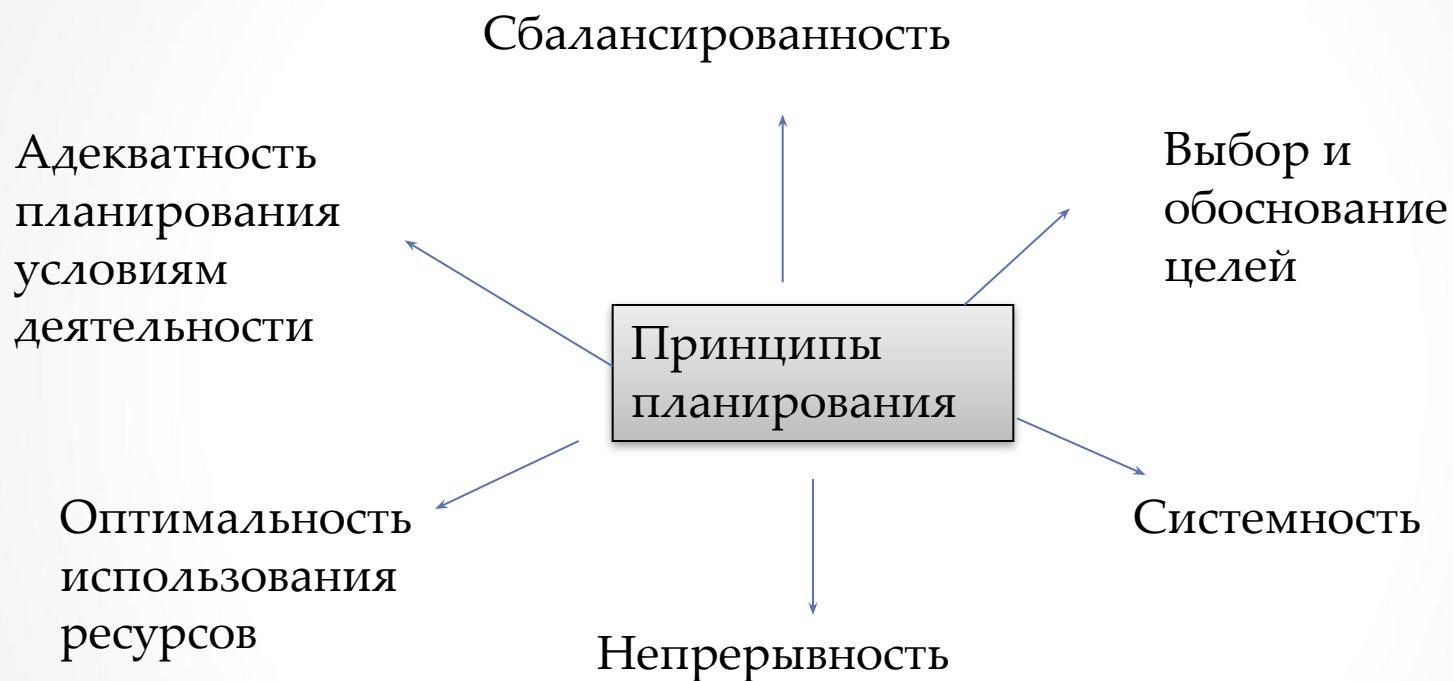 Сбалансированность
Адекватность
планирования
условиям
деятельности
Выбор и
обоснование
целей
Принципы
планирования
Оптимальность
использования
ресурсов
Системность
Непрерывность